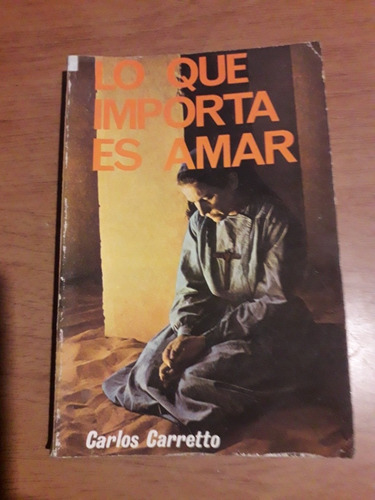 LO QUE
IMPORTA
ES AMAR
Carlos Carretto